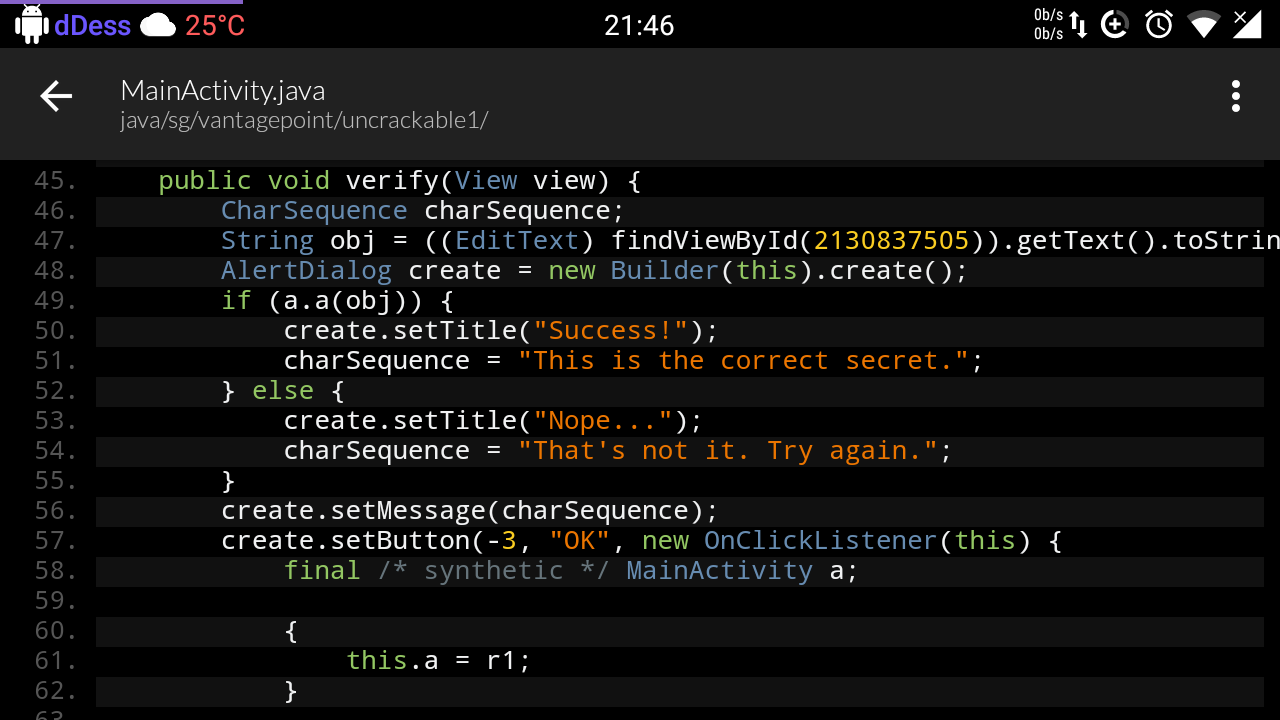 dDess 25°C 21:46 0b/s
0b/s
MainActivity.java
java/sg/vantagepoint/uncrackable1/
45. public void verify(View view) {
46. CharSequence charSequence;
47. String obj = ((EditText) findViewById(2130837505)).getText().toStrin
48. AlertDialog create = new Builder(this).create();
49. if (a.a(obj)) {
50. create.setTitle("Success!");
51. charSequence = "This is the correct secret.";
52. } else {
53. create.setTitle("Nope...");
54. charSequence = "That's not it. Try again.";
55. }
56. create.setMessage(charSequence);
57. create.setButton(-3, "OK", new OnClickListener(this) {
58. final /* synthetic */ MainActivity a;
59.
60. {
61. this.a = r1;
62. }
63.